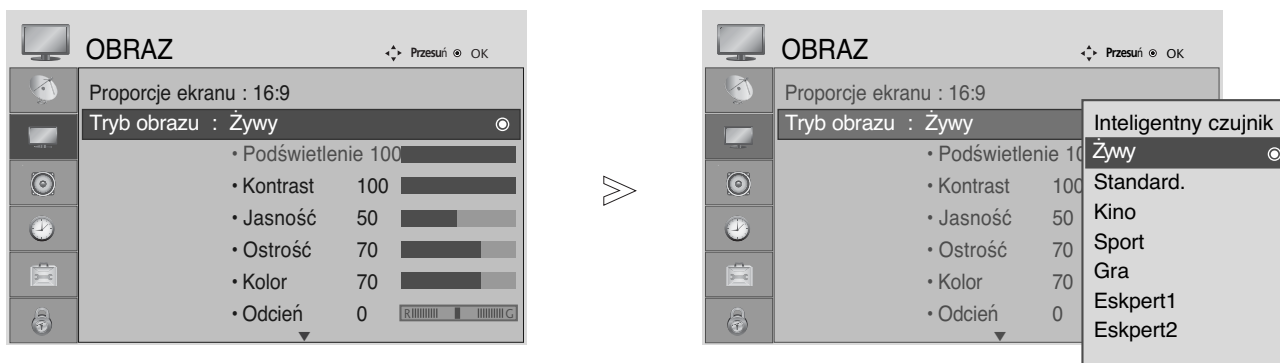 OBRAZ
Przesuń OK
Proporcje ekranu : 16:9
Tryb obrazu : Żywy
• Podświetlenie 100
• Kontrast 100
• Jasność 50
• Ostrość 70
• Kolor 70
• Odcień 0 R G
OBRAZ
Przesuń OK
Proporcje ekranu : 16:9
Tryb obrazu : Żywy
• Podświetlenie 10
• Kontrast 100
• Jasność 50
• Ostrość 70
• Kolor 70
• Odcień 0
Inteligentny czujnik
Żywy
Standard.
Kino
Sport
Gra
Eskpert1
Eskpert2